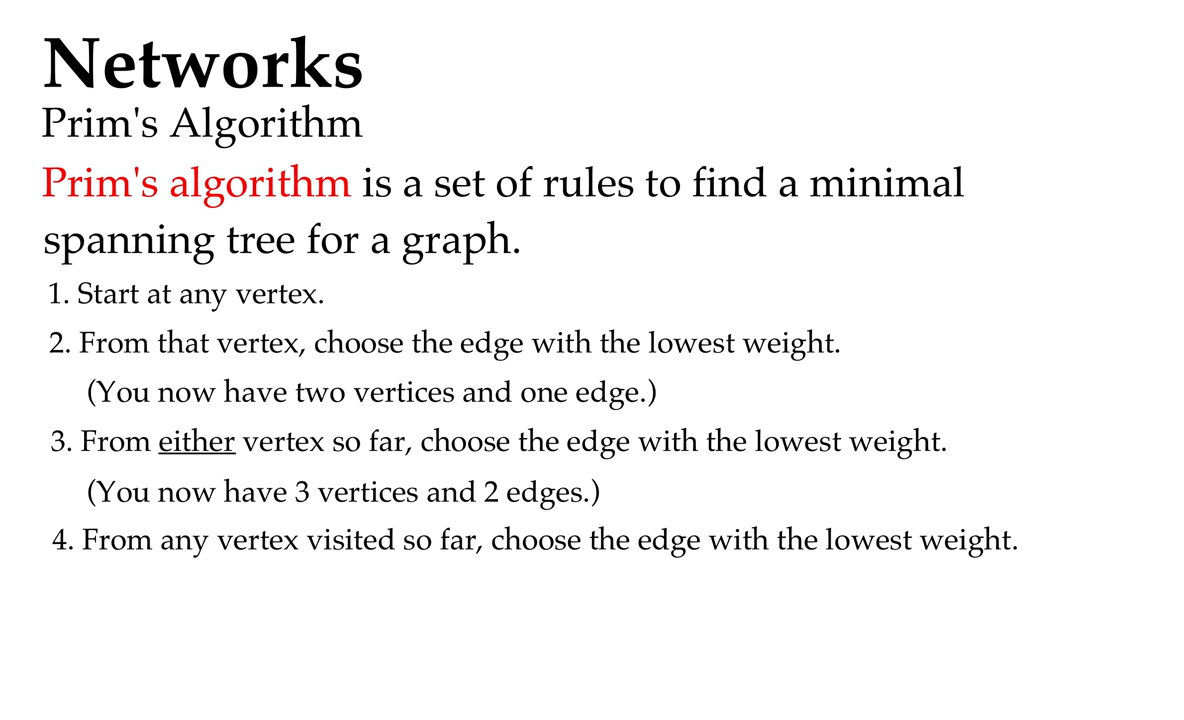 Networks
Prim's Algorithm
Prim's algorithm is a set of rules to find a minimal
spanning tree for a graph.
1. Start at any vertex.
2. From that vertex, choose the edge with the lowest weight.
(You now have two vertices and one edge.)
3. From either vertex so far, choose the edge with the lowest weight.
(You now have 3 vertices and 2 edges.)
4. From any vertex visited so far, choose the edge with the lowest weight.